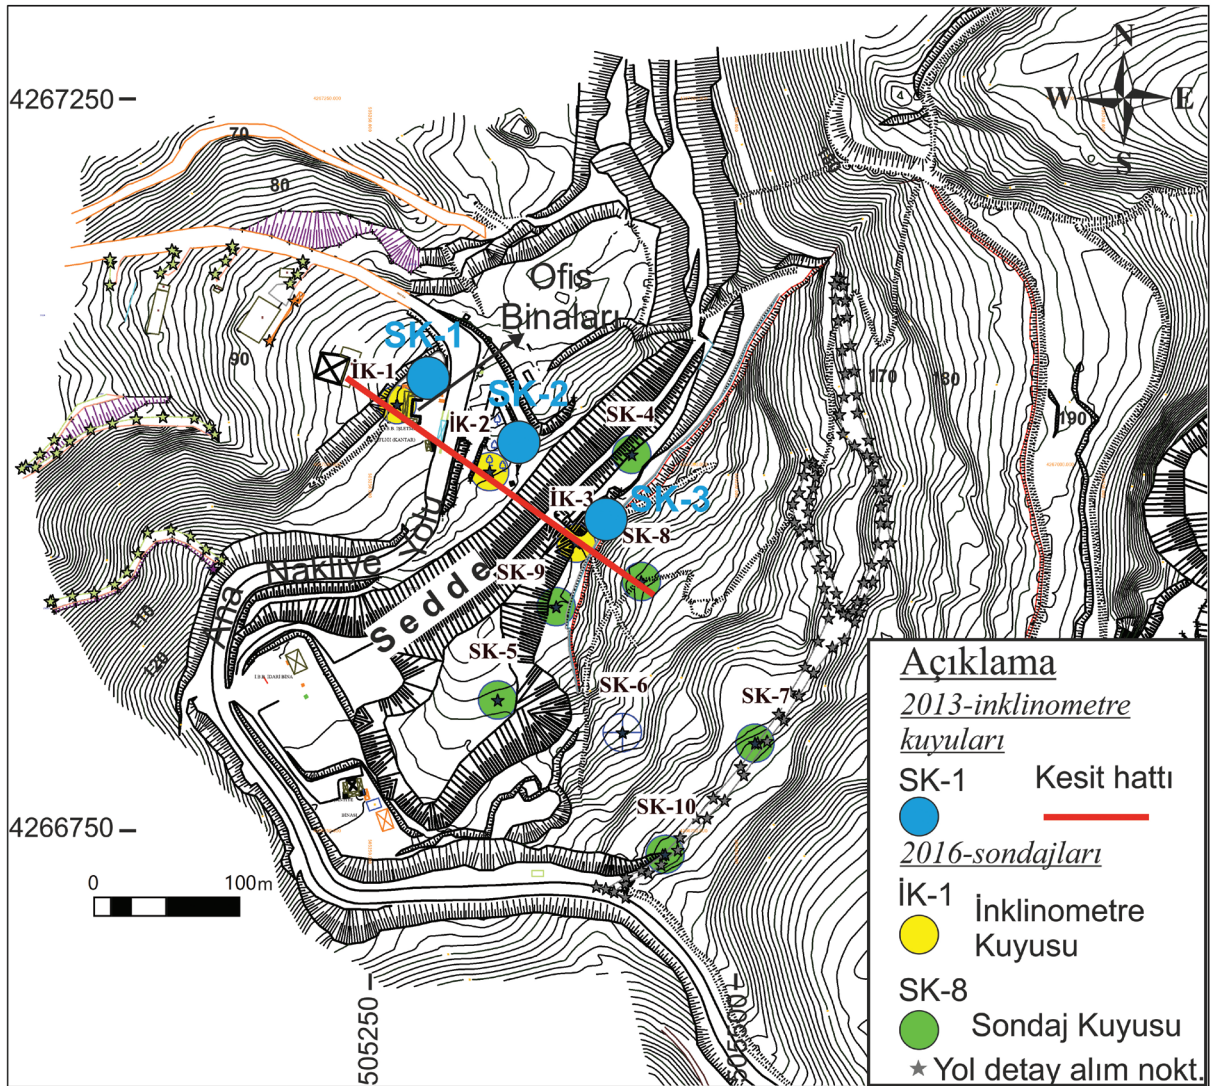 4267250
N
W E
S
4
70
80
Ofis
Binaları
SK-1
90
İK-1
170
180
SK-2
İK-2
SK-4
190
İK-3
SK-3
SK-8
SK-9
Ana Nakliye Yolu
Sedde
110
120
SK-5
SK-6
SK-7
SK-10
4266750
0 100m
505250
505500
Açıklama
2013-inklinometre
kuyuları
SK-1 Kesit hattı
2016-sondajları
İK-1 İnklinometre
Kuyusu
SK-8
Sondaj Kuyusu
Yol detay alım nokt.